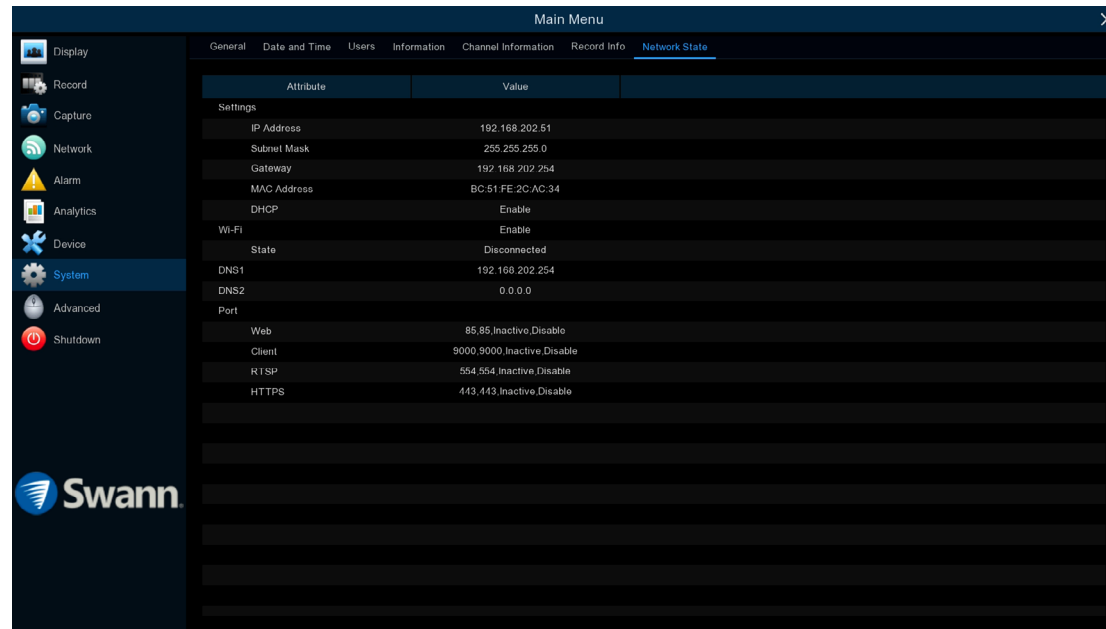 Main Menu
X
Display
Record
Capture
Network
Alarm
Analytics
Device
System
Advanced
Shutdown
Swann
General Date and Time Users Information Channel Information Record Info Network State
Attribute Value
Settings
IP Address 192.168.202.51
Subnet Mask 255.255.255.0
Gateway 192.168.202.254
MAC Address BC:51:FE:2C:AC:34
DHCP Enable
Wi-Fi Enable
State Disconnected
DNS1 192.168.202.254
DNS2 0.0.0.0
Port
Web 85,85,Inactive,Disable
Client 9000,9000,Inactive,Disable
RTSP 554,554,Inactive,Disable
HTTPS 443,443,Inactive,Disable